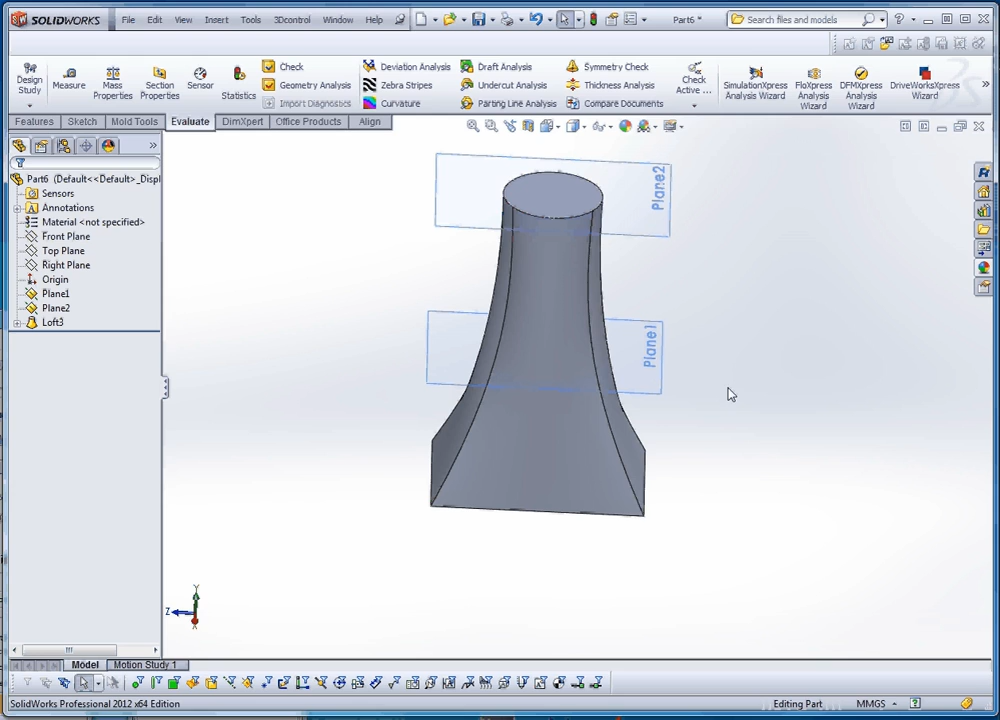 SOLIDWORKS File Edit View Insert Tools 3Dcontrol Window Help Part6 * Search files and models
Design Study
Measure
Mass Properties
Section Properties
Sensor
Statistics
Check
Geometry Analysis
Import Diagnostics
Deviation Analysis
Zebra Stripes
Curvature
Draft Analysis
Undercut Analysis
Parting Line Analysis
Symmetry Check
Thickness Analysis
Compare Documents
Check Active ...
SimulationXpress Analysis Wizard
FloXpress Analysis Wizard
DFMXpress Analysis Wizard
DriveWorksXpress Wizard
Features Sketch Mold Tools Evaluate DimXpert Office Products Align
Part6 (Default<<Default>_Displ
Sensors
Annotations
Material <not specified>
Front Plane
Top Plane
Right Plane
Origin
Plane1
Plane2
Loft3
Plane2
Plane1
Y
Z
X
Model Motion Study 1
SolidWorks Professional 2012 x64 Edition Editing Part MMGS